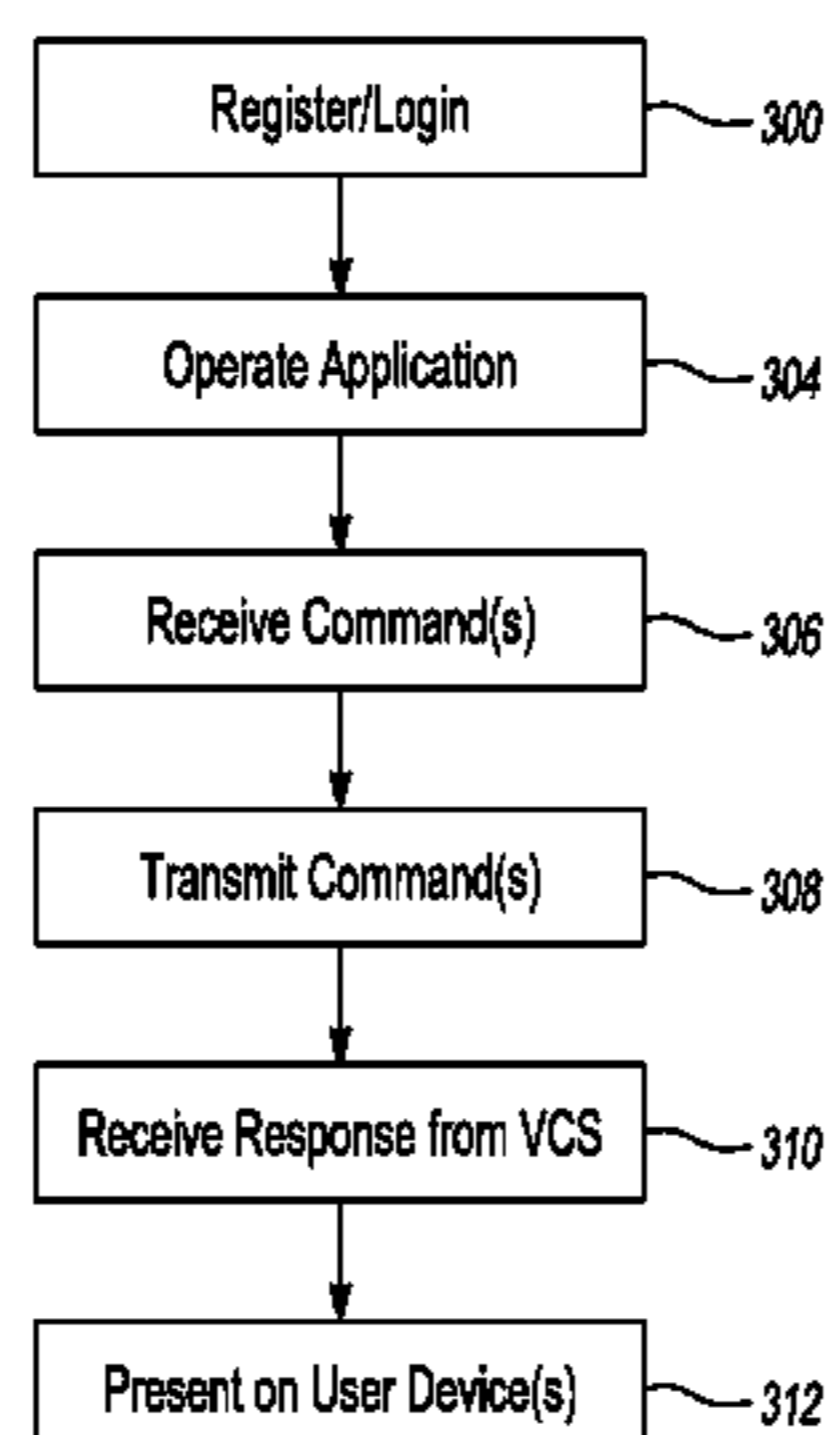 Register/Login 300
Operate Application 304
Receive Command(s) 306
Transmit Command(s) 308
Receive Response from VCS 310
Present on User Device(s) 312